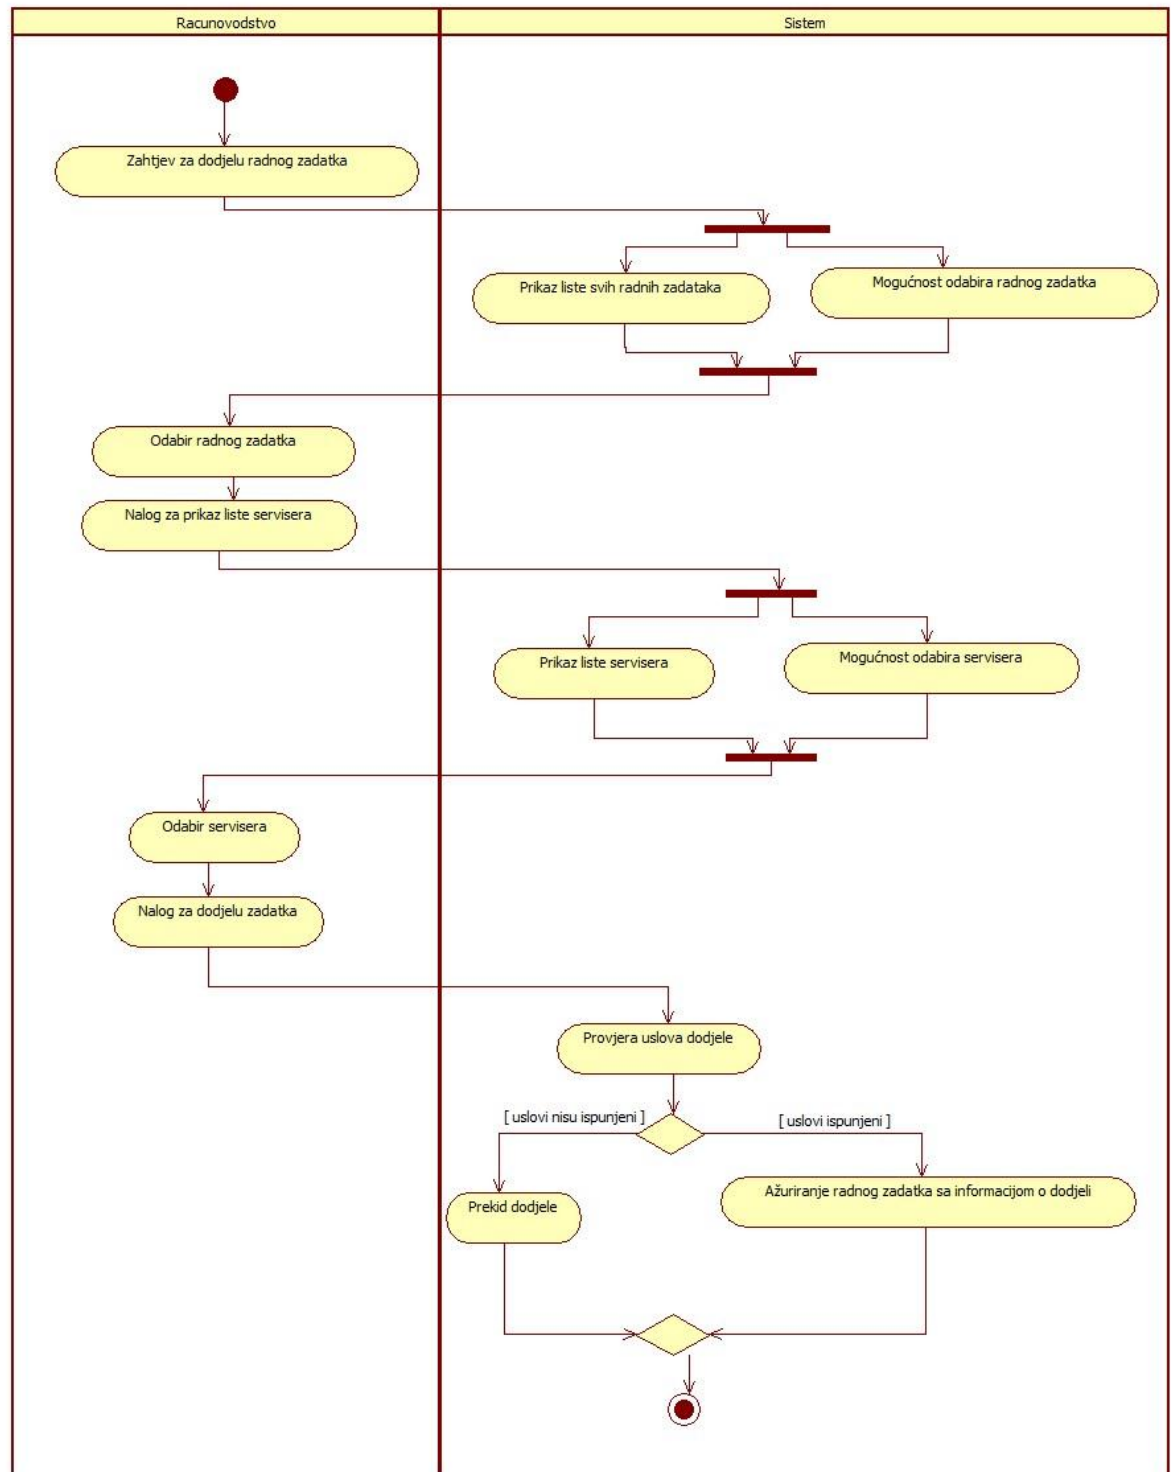 Racunovodstvo
Sistem
Zahtjev za dodjelu radnog zadatka
Prikaz liste svih radnih zadataka
Mogućnost odabira radnog zadatka
Odabir radnog zadatka
Nalog za prikaz liste servisera
Prikaz liste servisera
Mogućnost odabira servisera
Odabir servisera
Nalog za dodjelu zadatka
Provjera uslova dodjele
[ uslovi nisu ispunjeni ]
[ uslovi ispunjeni ]
Prekid dodjele
Ažuriranje radnog zadatka sa informacijom o dodjeli